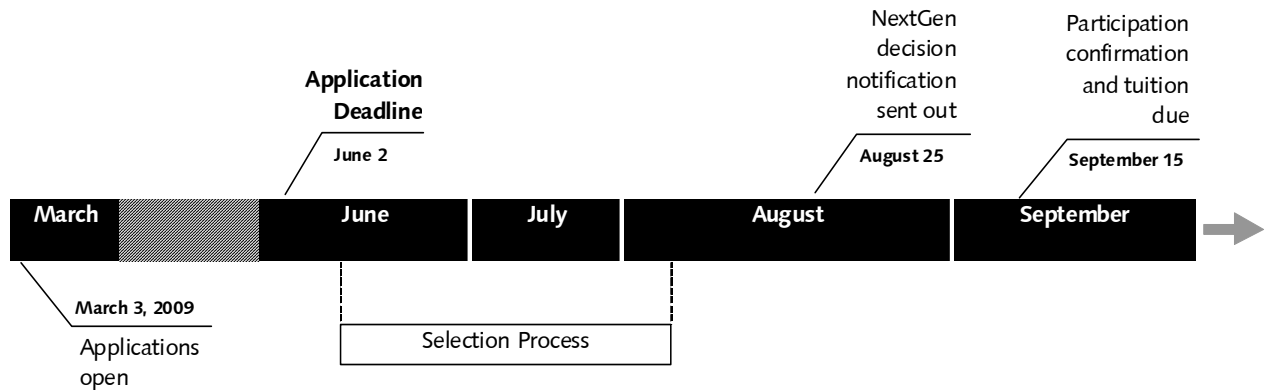 NextGen
decision
notification
sent out
August 25
Participation
confirmation
and tuition
due
September 15
Application
Deadline
June 2
March
June
July
August
September
March 3, 2009
Applications
open
Selection Process